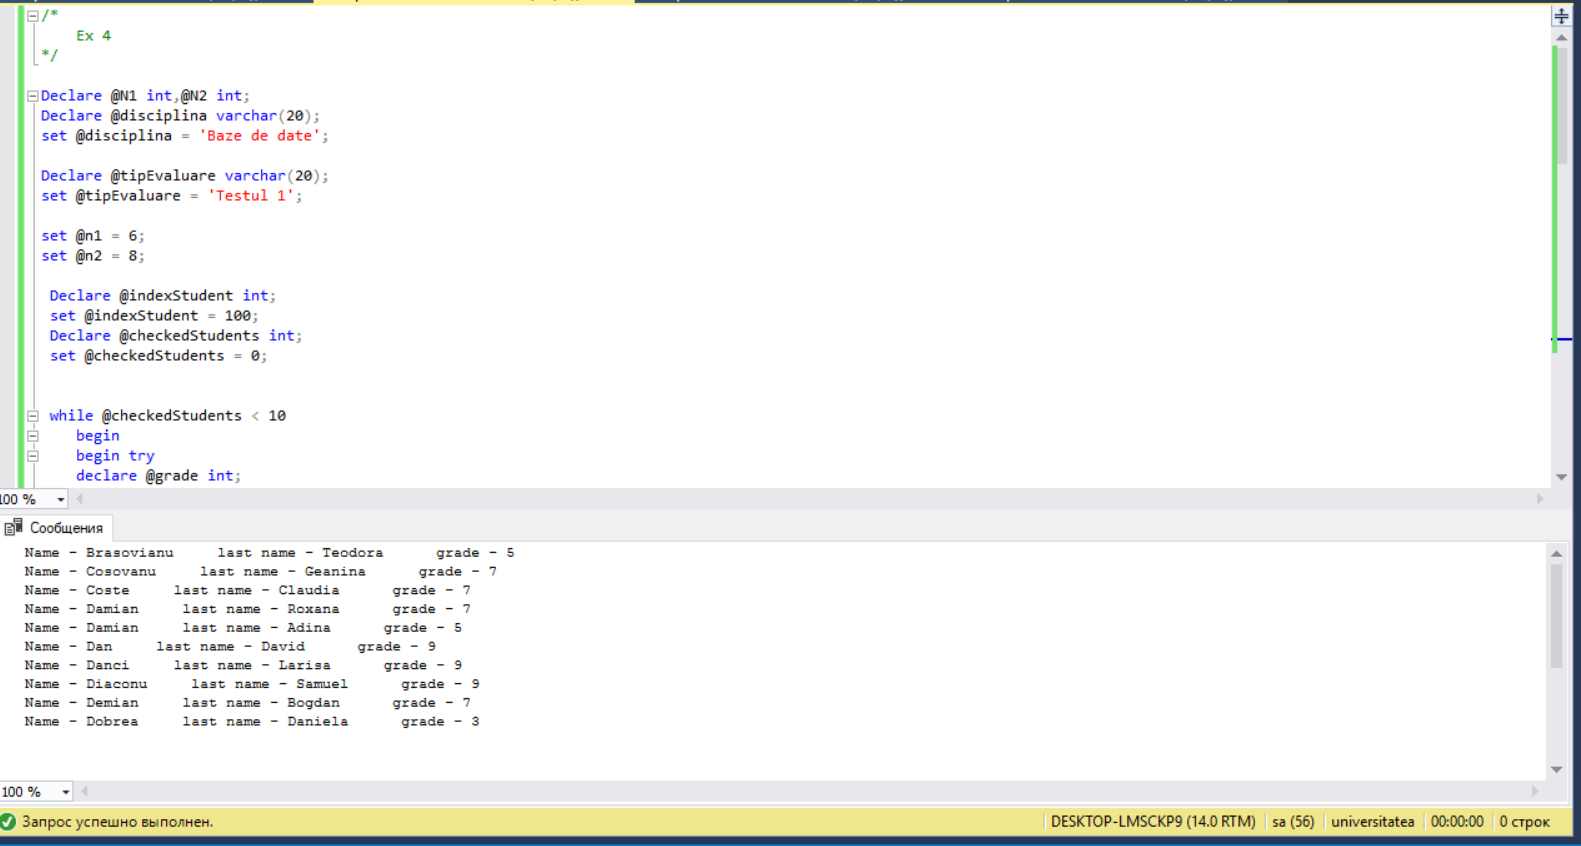 /*
Ex 4
*/
Declare @N1 int,@N2 int;
Declare @disciplina varchar(20);
set @disciplina = 'Baze de date';
Declare @tipEvaluare varchar(20);
set @tipEvaluare = 'Testul 1';
set @n1 = 6;
set @n2 = 8;
Declare @indexStudent int;
set @indexStudent = 100;
Declare @checkedStudents int;
set @checkedStudents = 0;
while @checkedStudents < 10
begin
begin try
declare @grade int;
100 %
Сообщения
Name - Brasovianu last name - Teodora grade - 5
Name - Cosovanu last name - Geanina grade - 7
Name - Coste last name - Claudia grade - 7
Name - Damian last name - Roxana grade - 7
Name - Damian last name - Adina grade - 5
Name - Dan last name - David grade - 9
Name - Danci last name - Larisa grade - 9
Name - Diaconu last name - Samuel grade - 9
Name - Demian last name - Bogdan grade - 7
Name - Dobrea last name - Daniela grade - 3
100 %
Запрос успешно выполнен. DESKTOP-LMSCKP9 (14.0 RTM) sa (56) universitatea 00:00:00 0 строк